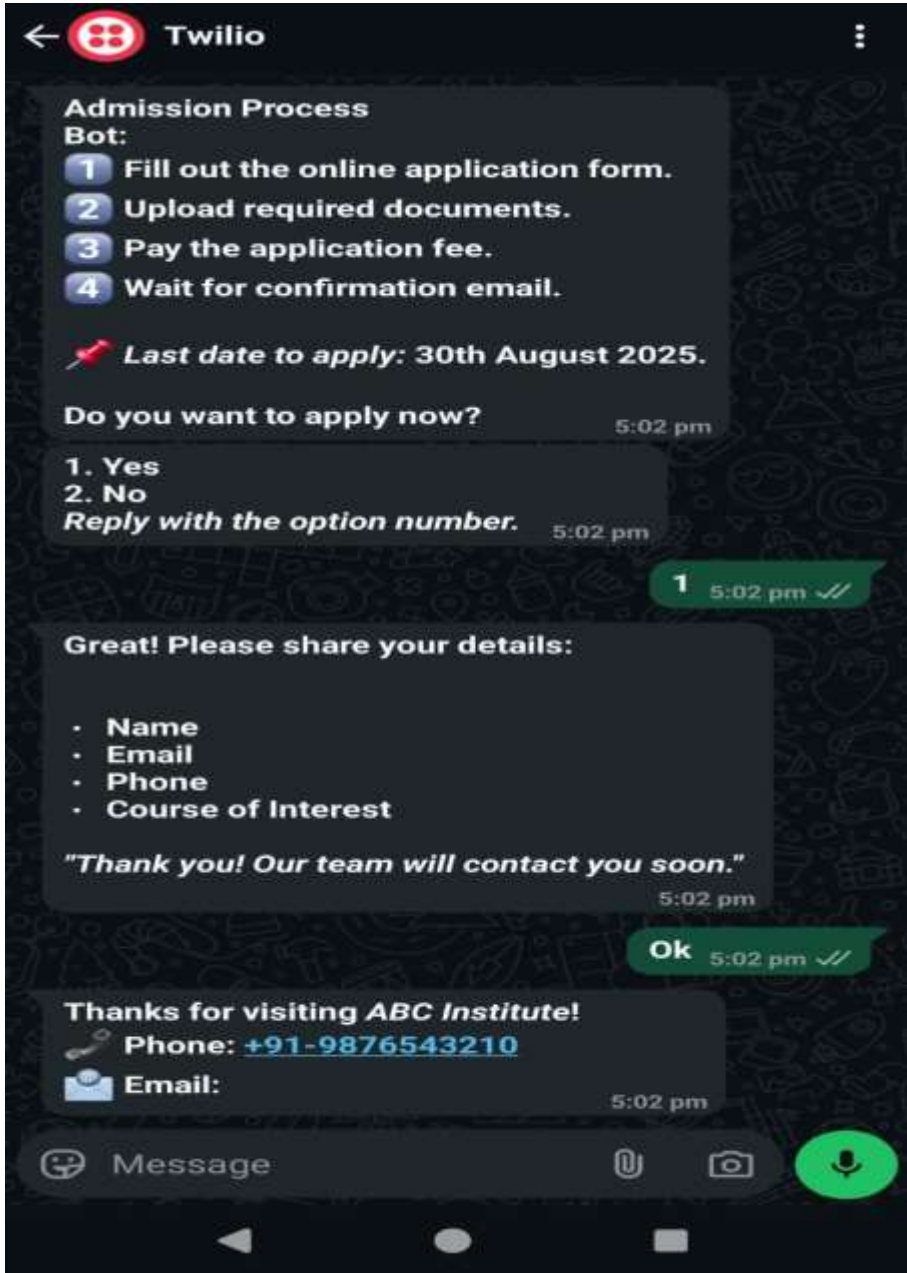 Twilio
Admission Process
Bot:
1 Fill out the online application form.
2 Upload required documents.
3 Pay the application fee.
4 Wait for confirmation email.
Last date to apply: 30th August 2025.
Do you want to apply now?
5:02 pm
1. Yes
2. No
Reply with the option number.
5:02 pm
1 5:02 pm
Great! Please share your details:
· Name
· Email
· Phone
· Course of Interest
"Thank you! Our team will contact you soon."
5:02 pm
Ok 5:02 pm
Thanks for visiting ABC Institute!
Phone: +91-9876543210
Email:
5:02 pm
Message